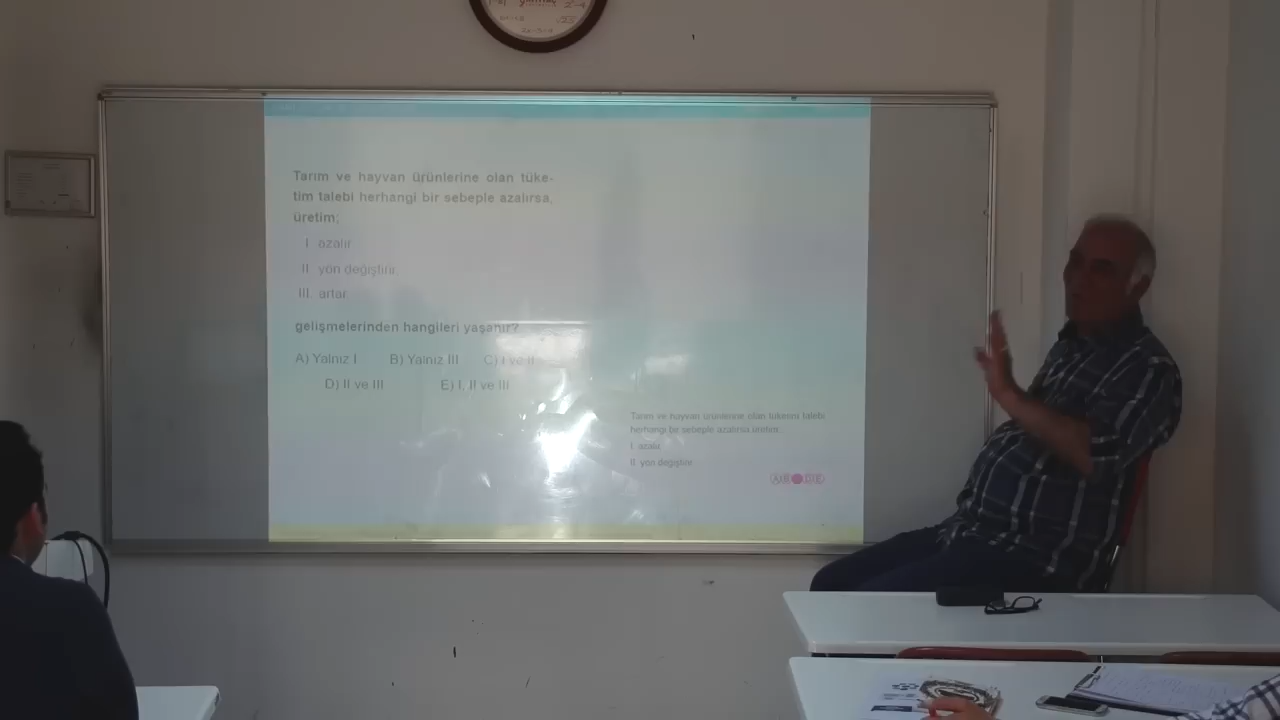 Tarım ve hayvan ürünlerine olan tüke-
tim talebi herhangi bir sebeple azalırsa,
üretim;
I. azalır.
II. yön değiştirir.
III. artar.
gelişmelerinden hangileri yaşanır?
A) Yalnız I B) Yalnız III C) I ve II
D) II ve III E) I, II ve III
Tarım ve hayvan ürünlerine olan tüketim talebi
herhangi bir sebeple azalırsa üretim;
I. azalır,
II. yön değiştirir.
A B D E